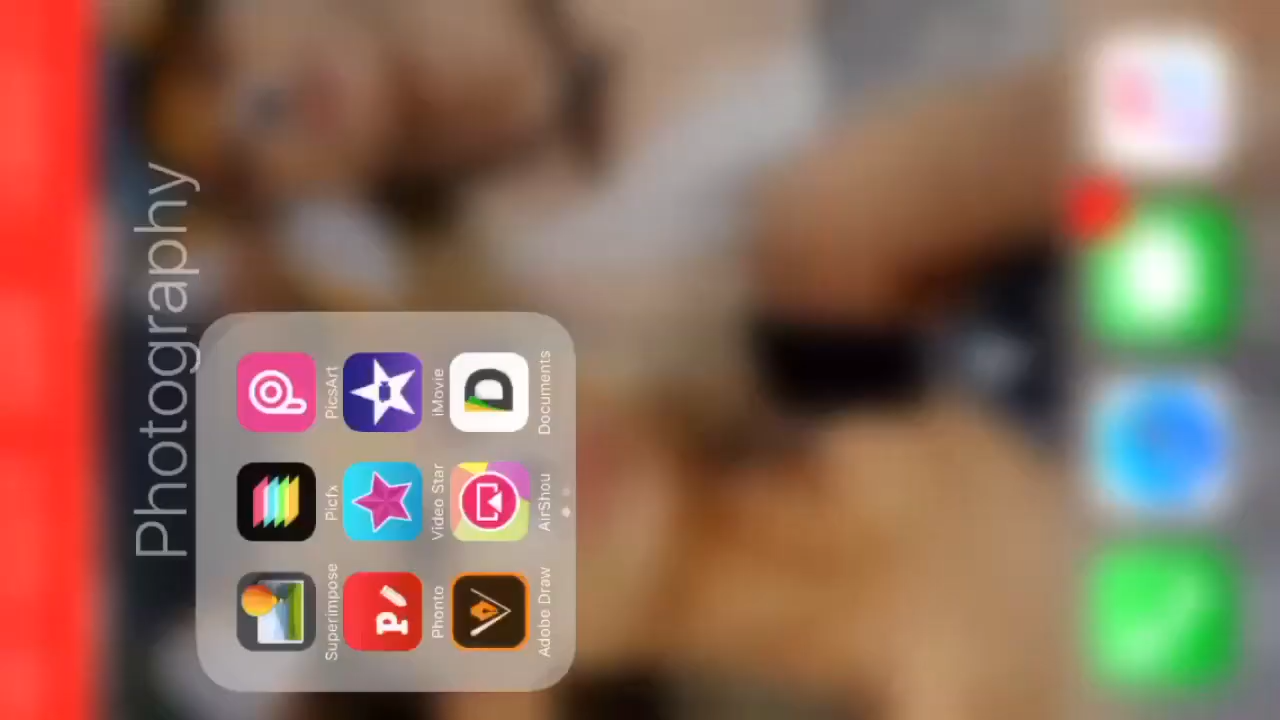 Photography
Superimpose Picfx PicsArt
Phonto Video Star iMovie
Adobe Draw AirShou Documents